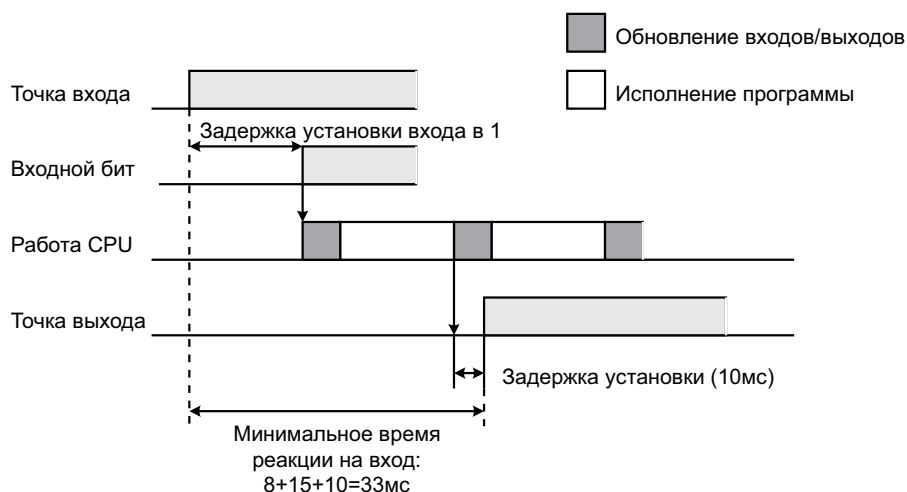 Обновление входов/выходов
Точка входа
Исполнение программы
Задержка установки входа в 1
Входной бит
Работа CPU
Точка выхода
Задержка установки (10мс)
Минимальное время
реакции на вход:
8+15+10=33мс